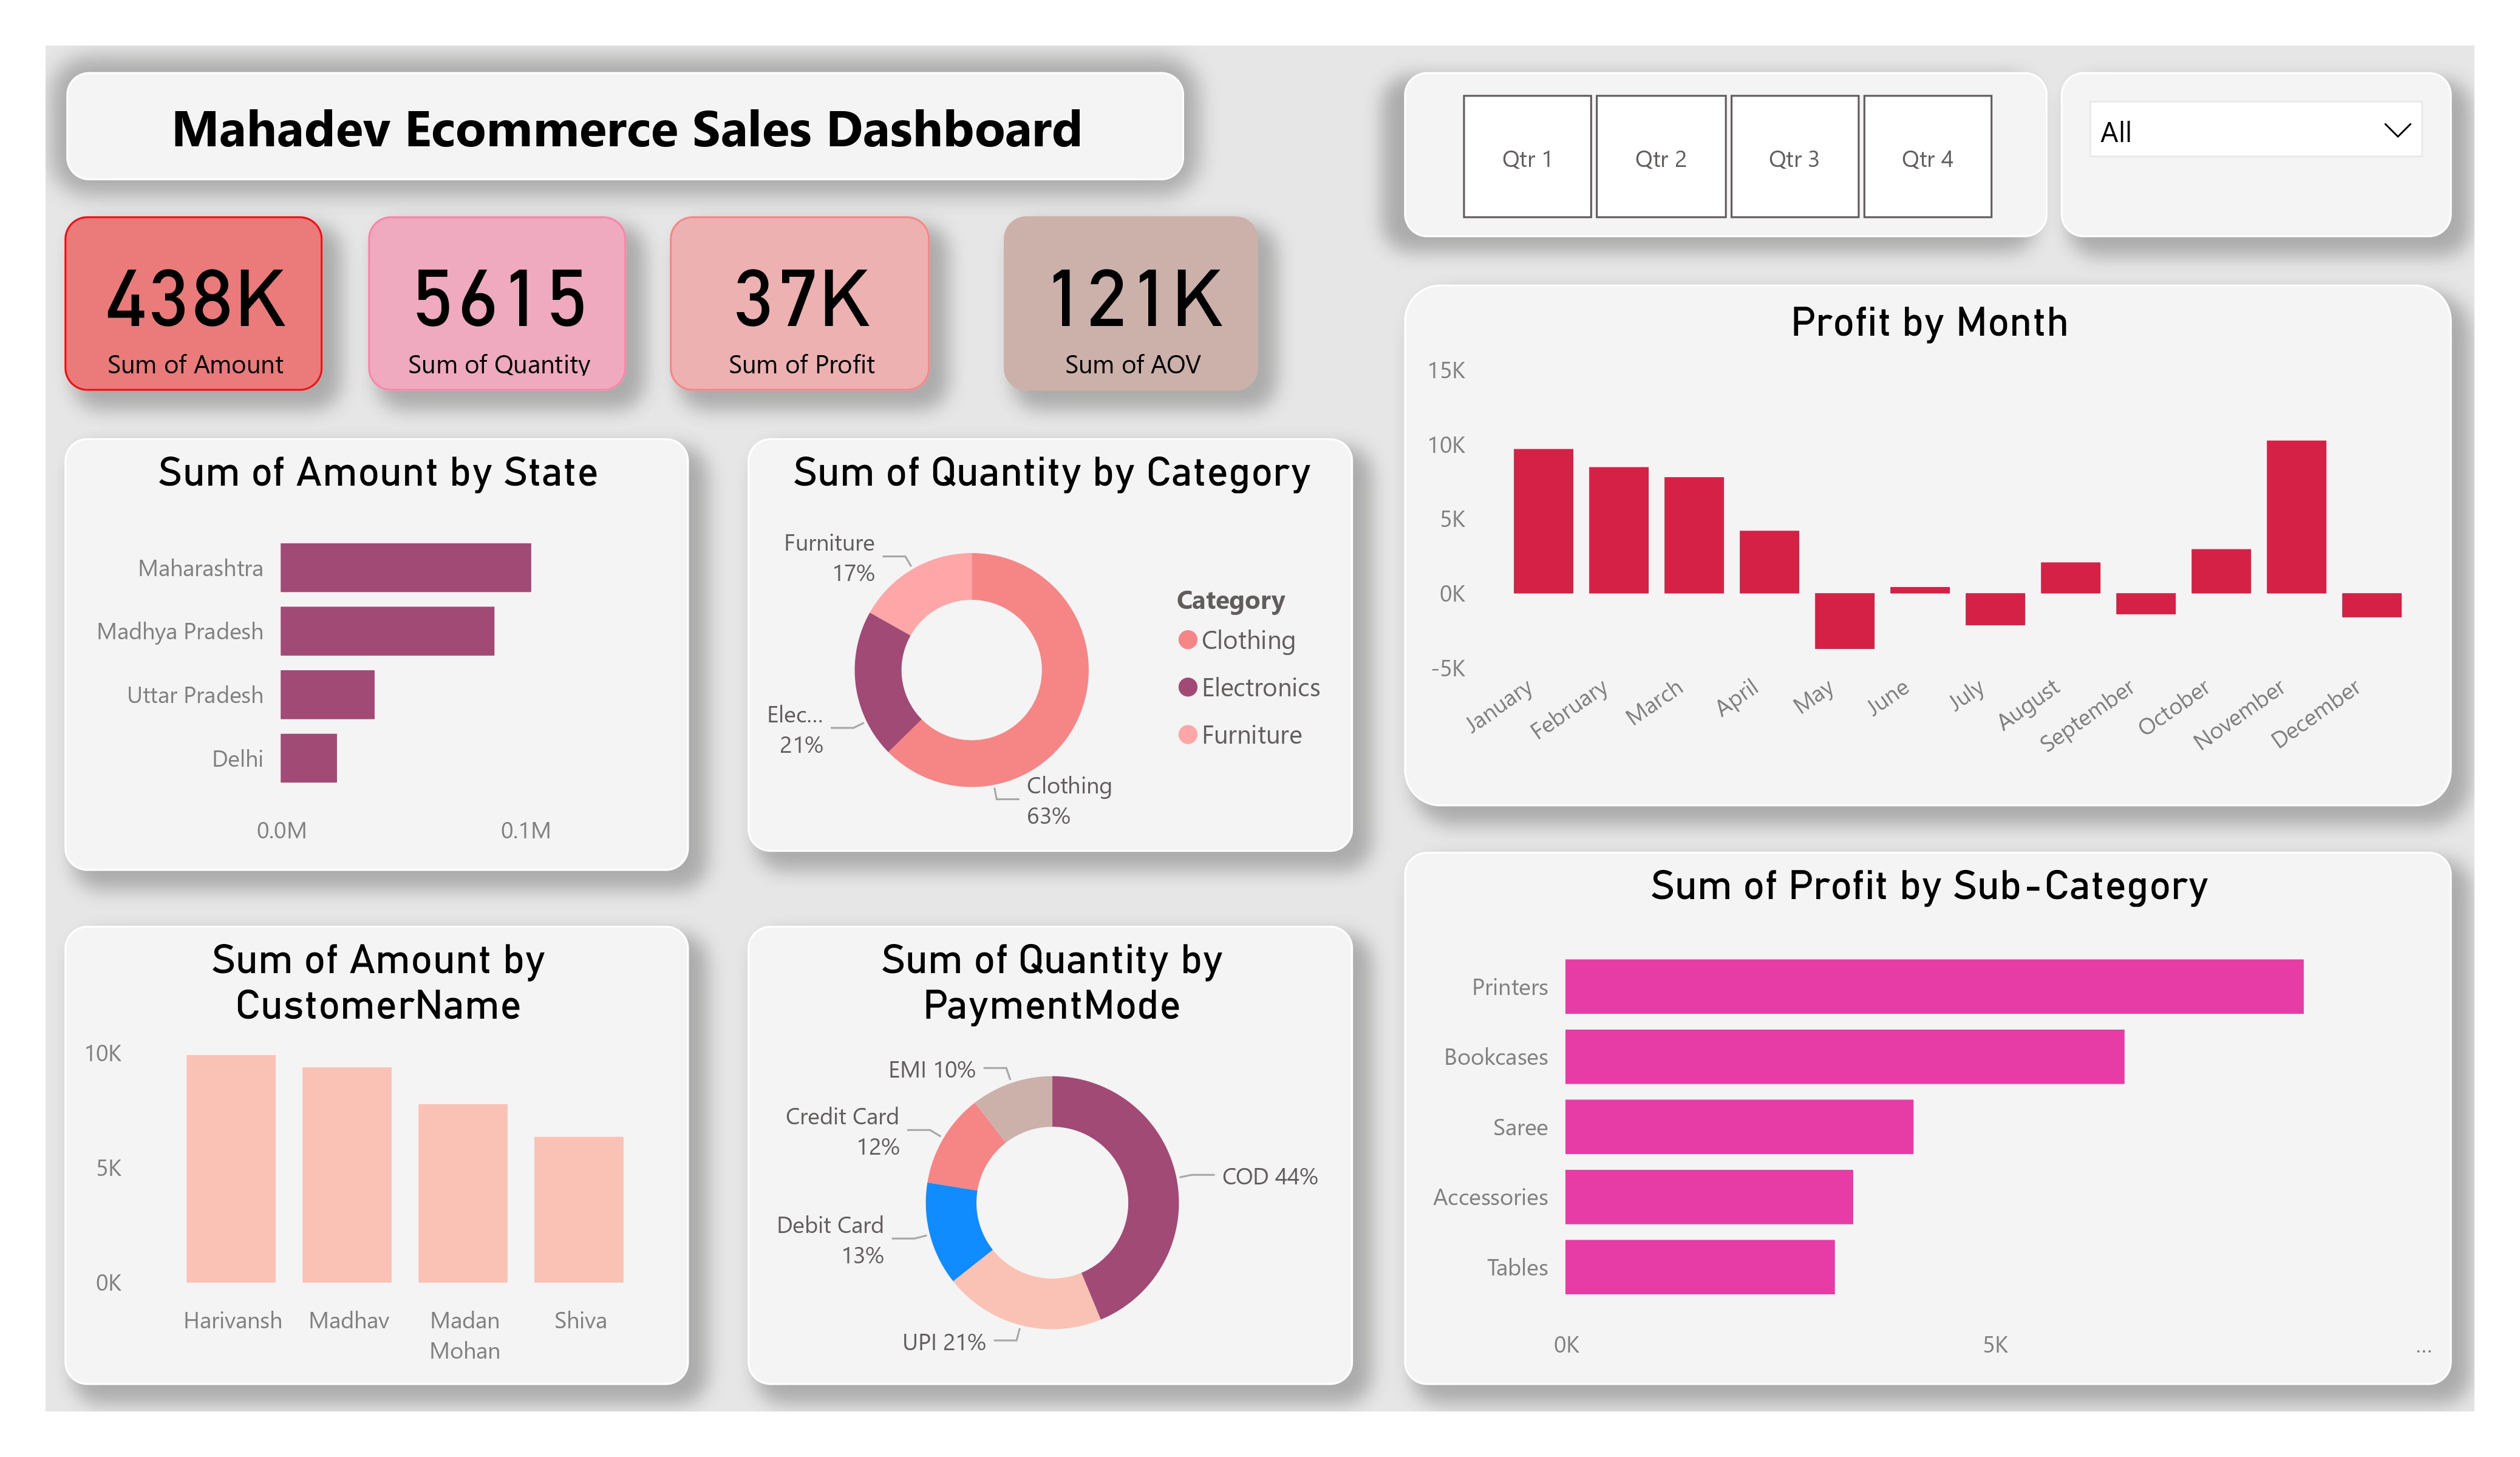 Mahadev Ecommerce Sales Dashboard
Qtr 1
Qtr 2
Qtr 3
Qtr 4
All
438K
Sum of Amount
5615
Sum of Quantity
37K
Sum of Profit
121K
Sum of AOV
Sum of Amount by State
Maharashtra
Madhya Pradesh
Uttar Pradesh
Delhi
0.0M
0.1M
Sum of Quantity by Category
Furniture
17%
Elec...
21%
Clothing
63%
Category
Clothing
Electronics
Furniture
Profit by Month
15K
10K
5K
0K
-5K
January
February
March
April
May
June
July
August
September
October
November
December
Sum of Amount by
CustomerName
10K
5K
0K
Harivansh
Madhav
Madan
Mohan
Shiva
Sum of Quantity by
PaymentMode
EMI 10%
Credit Card
12%
Debit Card
13%
UPI 21%
COD 44%
Sum of Profit by Sub-Category
Printers
Bookcases
Saree
Accessories
Tables
0K
5K
...